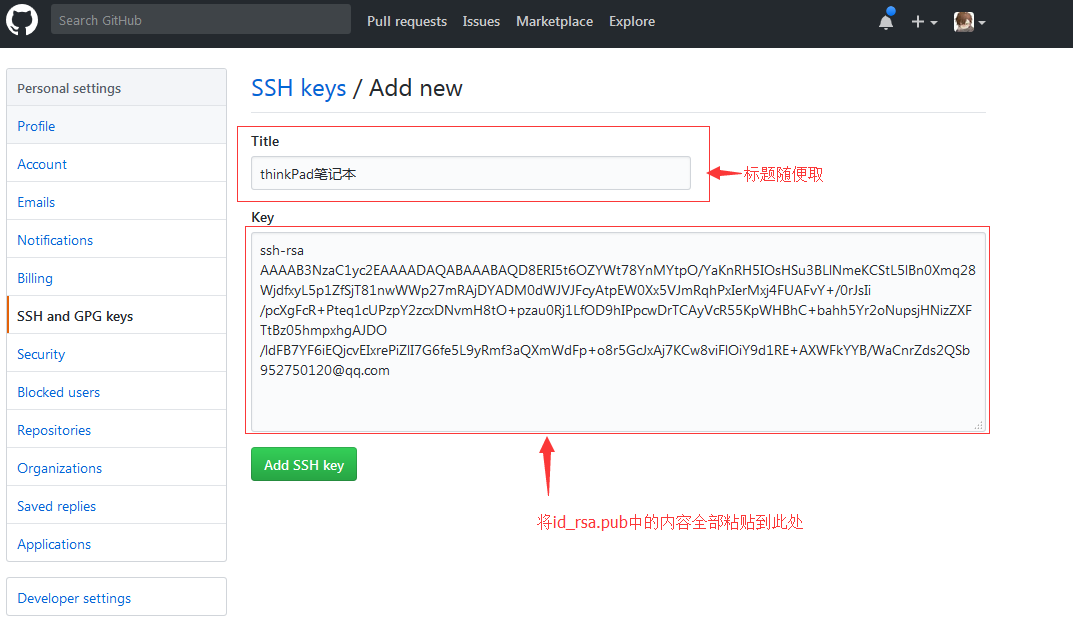 Search GitHub
Pull requests
Issues
Marketplace
Explore
Personal settings
Profile
Account
Emails
Notifications
Billing
SSH and GPG keys
Security
Blocked users
Repositories
Organizations
Saved replies
Applications
Developer settings
SSH keys / Add new
Title
thinkPad笔记本
标题随便取
Key
ssh-rsa
AAAAB3NzaC1yc2EAAAADAQABAAABAQD8ERI5t6OZYWt78YnMYtpO/YaKnRH5IOsHSu3BLlNmeKCStL5lBn0Xmq28
WjdfxyL5p1ZfSjT81nwWWp27mRAjDYADM0dWJVJFcyAtpEW0Xx5VJmRqhPxIerMxj4FUAFvY+/0rJsIi
/pcXgFcR+Pteq1cUPzpY2zcxDNvmH8tO+pzau0Rj1LfOD9hIPpcwDrTCAyVcR55KpWHBhC+bahh5Yr2oNupsjHNizZXF
TtBz05hmpxhgAJDO
/ldFB7YF6iEQjcvEIxrePiZlI7G6fe5L9yRmf3aQXmWdFp+o8r5GcJxAj7KCw8viFlOiY9d1RE+AXWFkYYB/WaCnrZds2QSb
952750120@qq.com
Add SSH key
将id_rsa.pub中的内容全部粘贴到此处